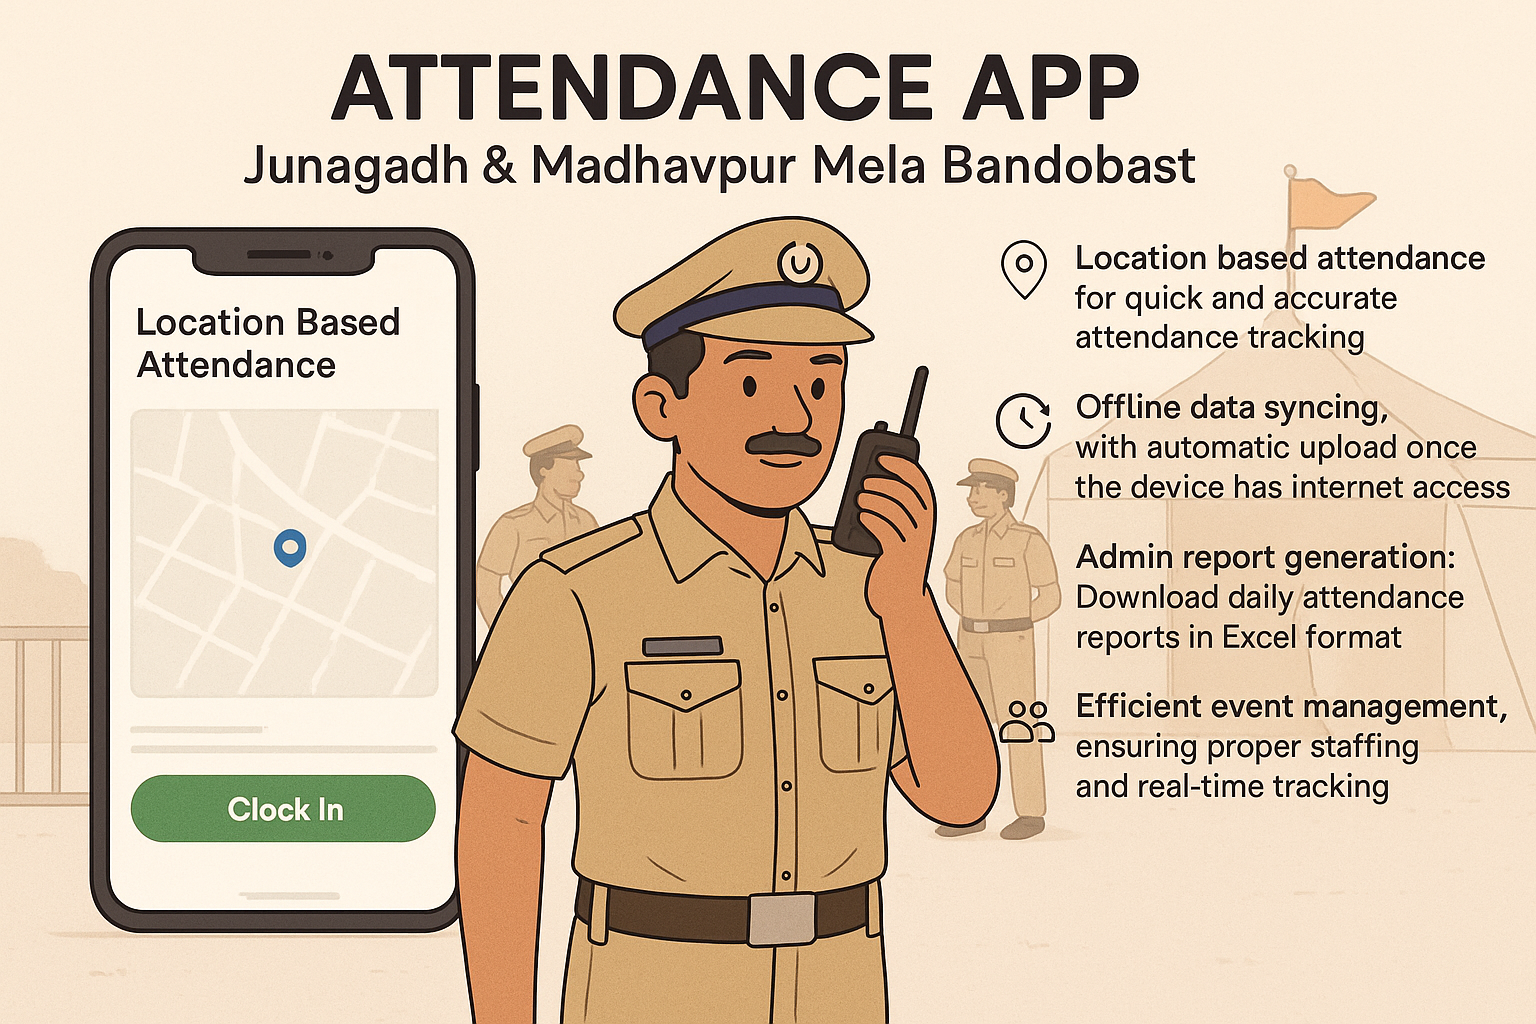 ATTENDANCE APP
Junagadh & Madhavpur Mela Bandobast
Location Based
Attendance
Clock In
Location based attendance
for quick and accurate
attendance tracking
Offline data syncing,
with automatic upload once
the device has internet access
Admin report generation:
Download daily attendance
reports in Excel format
Efficient event management,
ensuring proper staffing
and real-time tracking